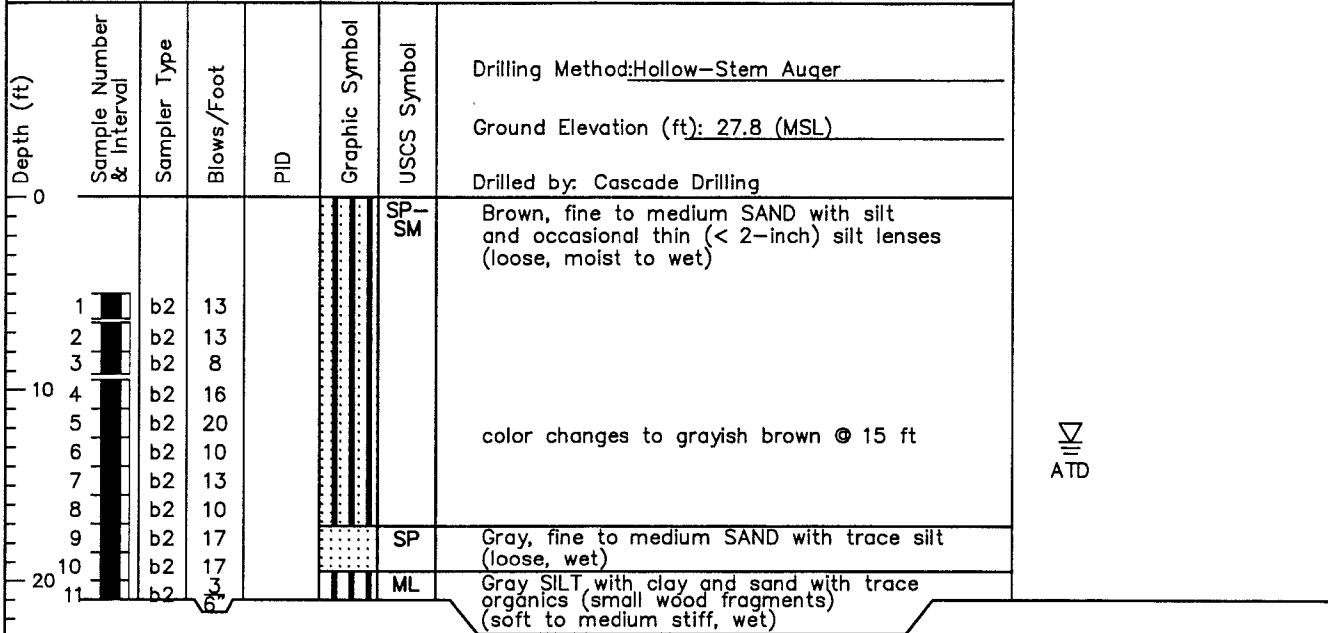 Depth (ft)
Sample Number
& Interval
Sampler Type
Blows/Foot
PID
Graphic Symbol
USCS Symbol
Drilling Method:Hollow-Stem Auger
Ground Elevation (ft): 27.8 (MSL)
Drilled by: Cascade Drilling
0
SP-
SM
Brown, fine to medium SAND with silt
and occasional thin (< 2-inch) silt lenses
(loose, moist to wet)
1 b2 13
2 b2 13
3 b2 8
10
4 b2 16
5 b2 20
color changes to grayish brown @ 15 ft
ATD
6 b2 10
7 b2 13
8 b2 10
9 b2 17
SP
Gray, fine to medium SAND with trace silt
(loose, wet)
10 b2 17
20
11 b2 3
6"
ML
Gray SILT with clay and sand with trace
organics (small wood fragments)
(soft to medium stiff, wet)